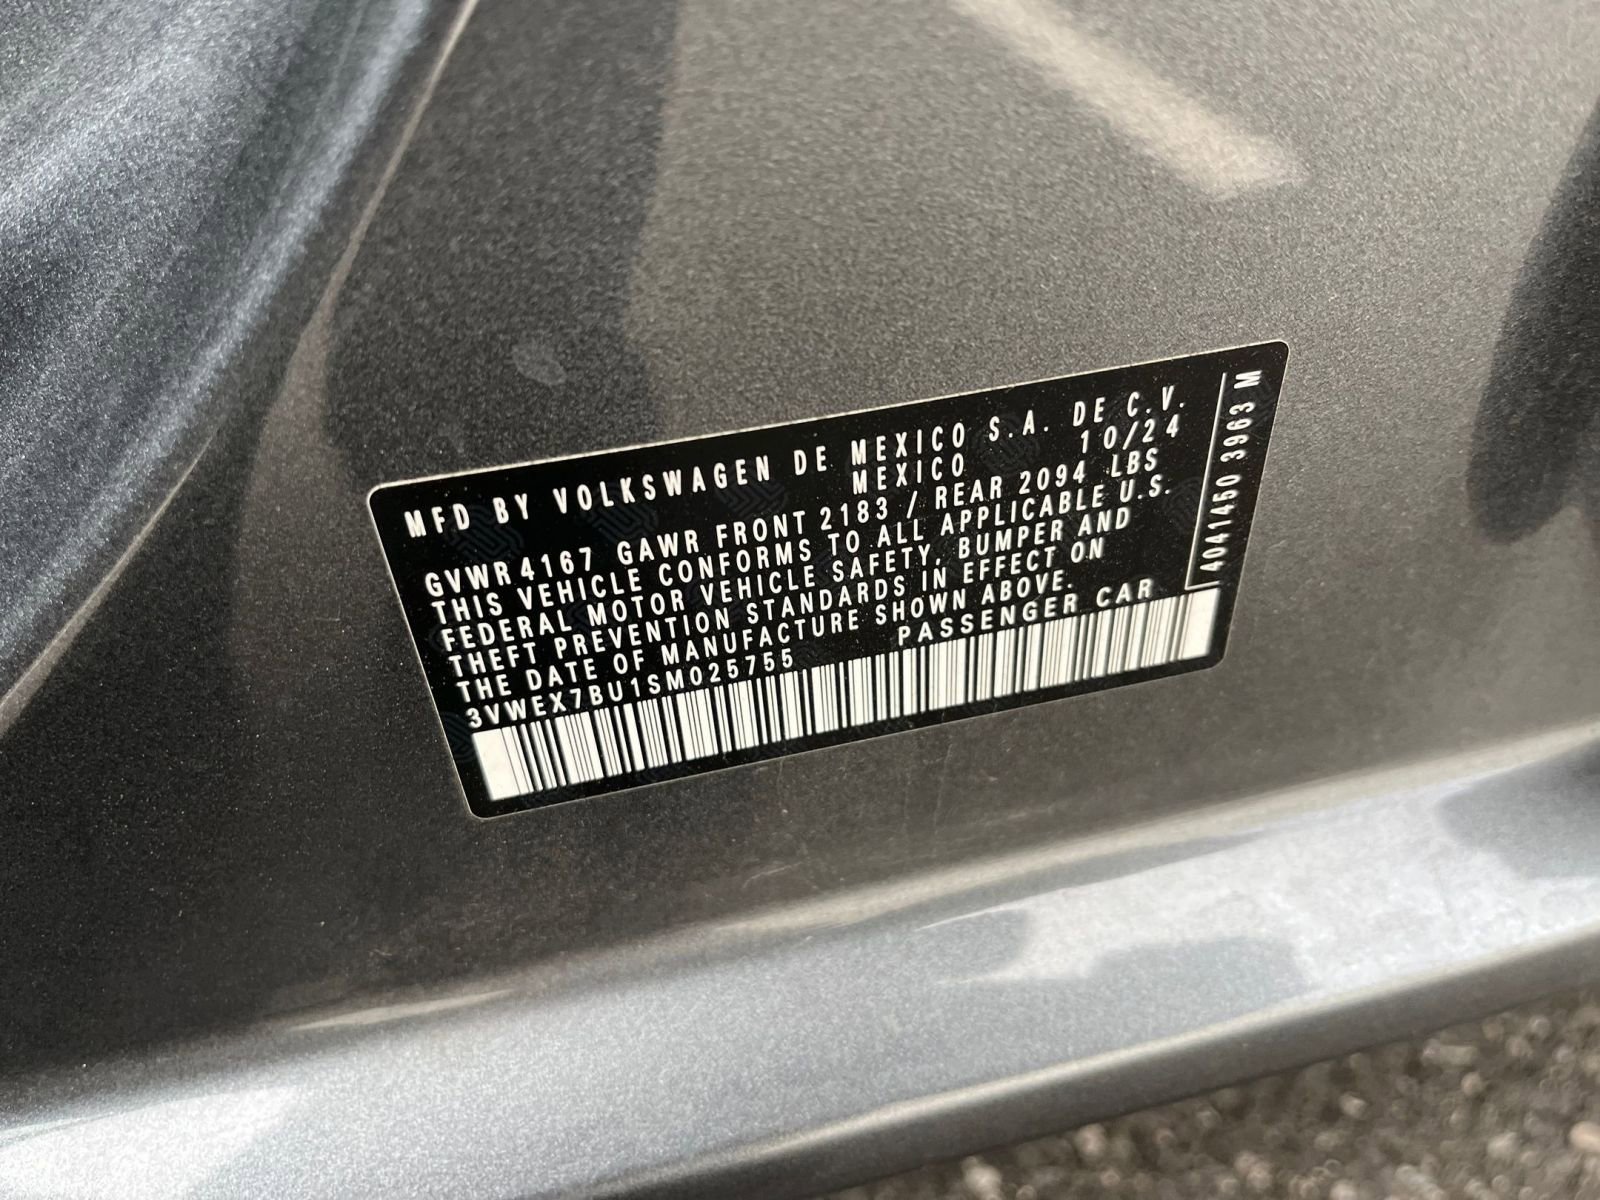 MFD BY VOLKSWAGEN DE MEXICO S.A. DE C.V.
MEXICO 10/24
GVWR 4167 GAWR FRONT 2183 / REAR 2094 LBS
THIS VEHICLE CONFORMS TO ALL APPLICABLE U.S.
FEDERAL MOTOR VEHICLE SAFETY, BUMPER AND
THEFT PREVENTION STANDARDS IN EFFECT ON
THE DATE OF MANUFACTURE SHOWN ABOVE.
3VWEX7BU1SM025755 PASSENGER CAR
4041450 3963 M